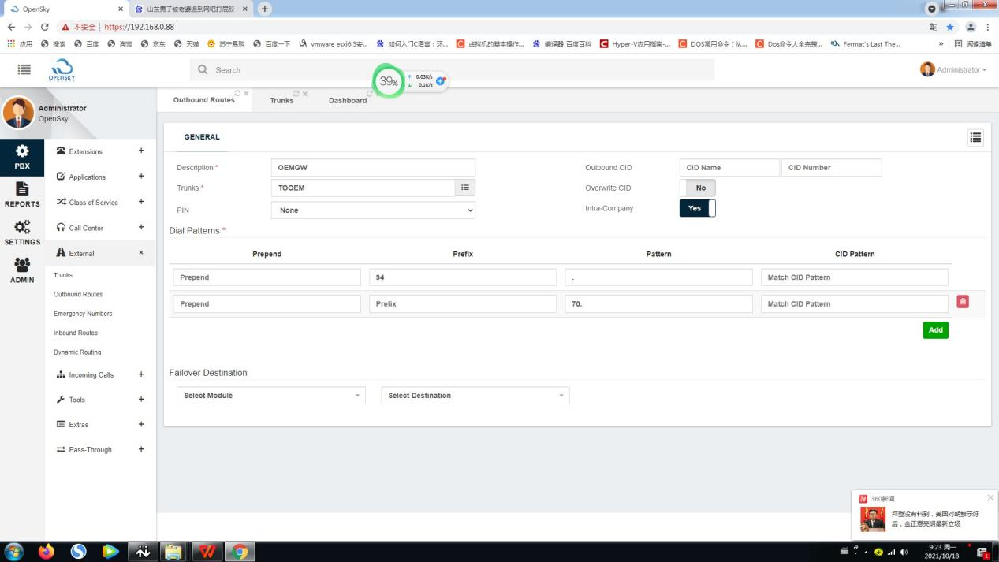 OpenSky
山东男子被老婆追到网吧打屁股
不安全 https://192.168.0.88
应用 搜索 百度 淘宝 京东 天猫 苏宁易购 百度一下 vmware esxi6.5安... 如何入门C语言：环... 虚拟机的基本操作... 编译器_百度百科 Hyper-V应用指南-... DOS常用命令（从... Dos命令大全完整... Fermat's Last The... » 阅读清单
OPENSKY
Search
39%
0.03K/s
0.1K/s
Administrator
Administrator
OpenSky
Outbound Routes
Trunks
Dashboard
PBX
REPORTS
SETTINGS
ADMIN
Extensions +
Applications +
Class of Service +
Call Center +
External ×
Trunks
Outbound Routes
Emergency Numbers
Inbound Routes
Dynamic Routing
Incoming Calls +
Tools +
Extras +
Pass-Through +
GENERAL
Description * OEMGW
Outbound CID CID Name CID Number
Trunks * TOOEM
Overwrite CID No
PIN None
Intra-Company Yes
Dial Patterns *
Prepend Prefix Pattern CID Pattern
Prepend 94 . Match CID Pattern
Prepend Prefix 70. Match CID Pattern
Add
Failover Destination
Select Module Select Destination
360新闻
拜登没有料到，美国对朝鲜示好
后，金正恩亮明最新立场
9:23 周一
2021/10/18
1